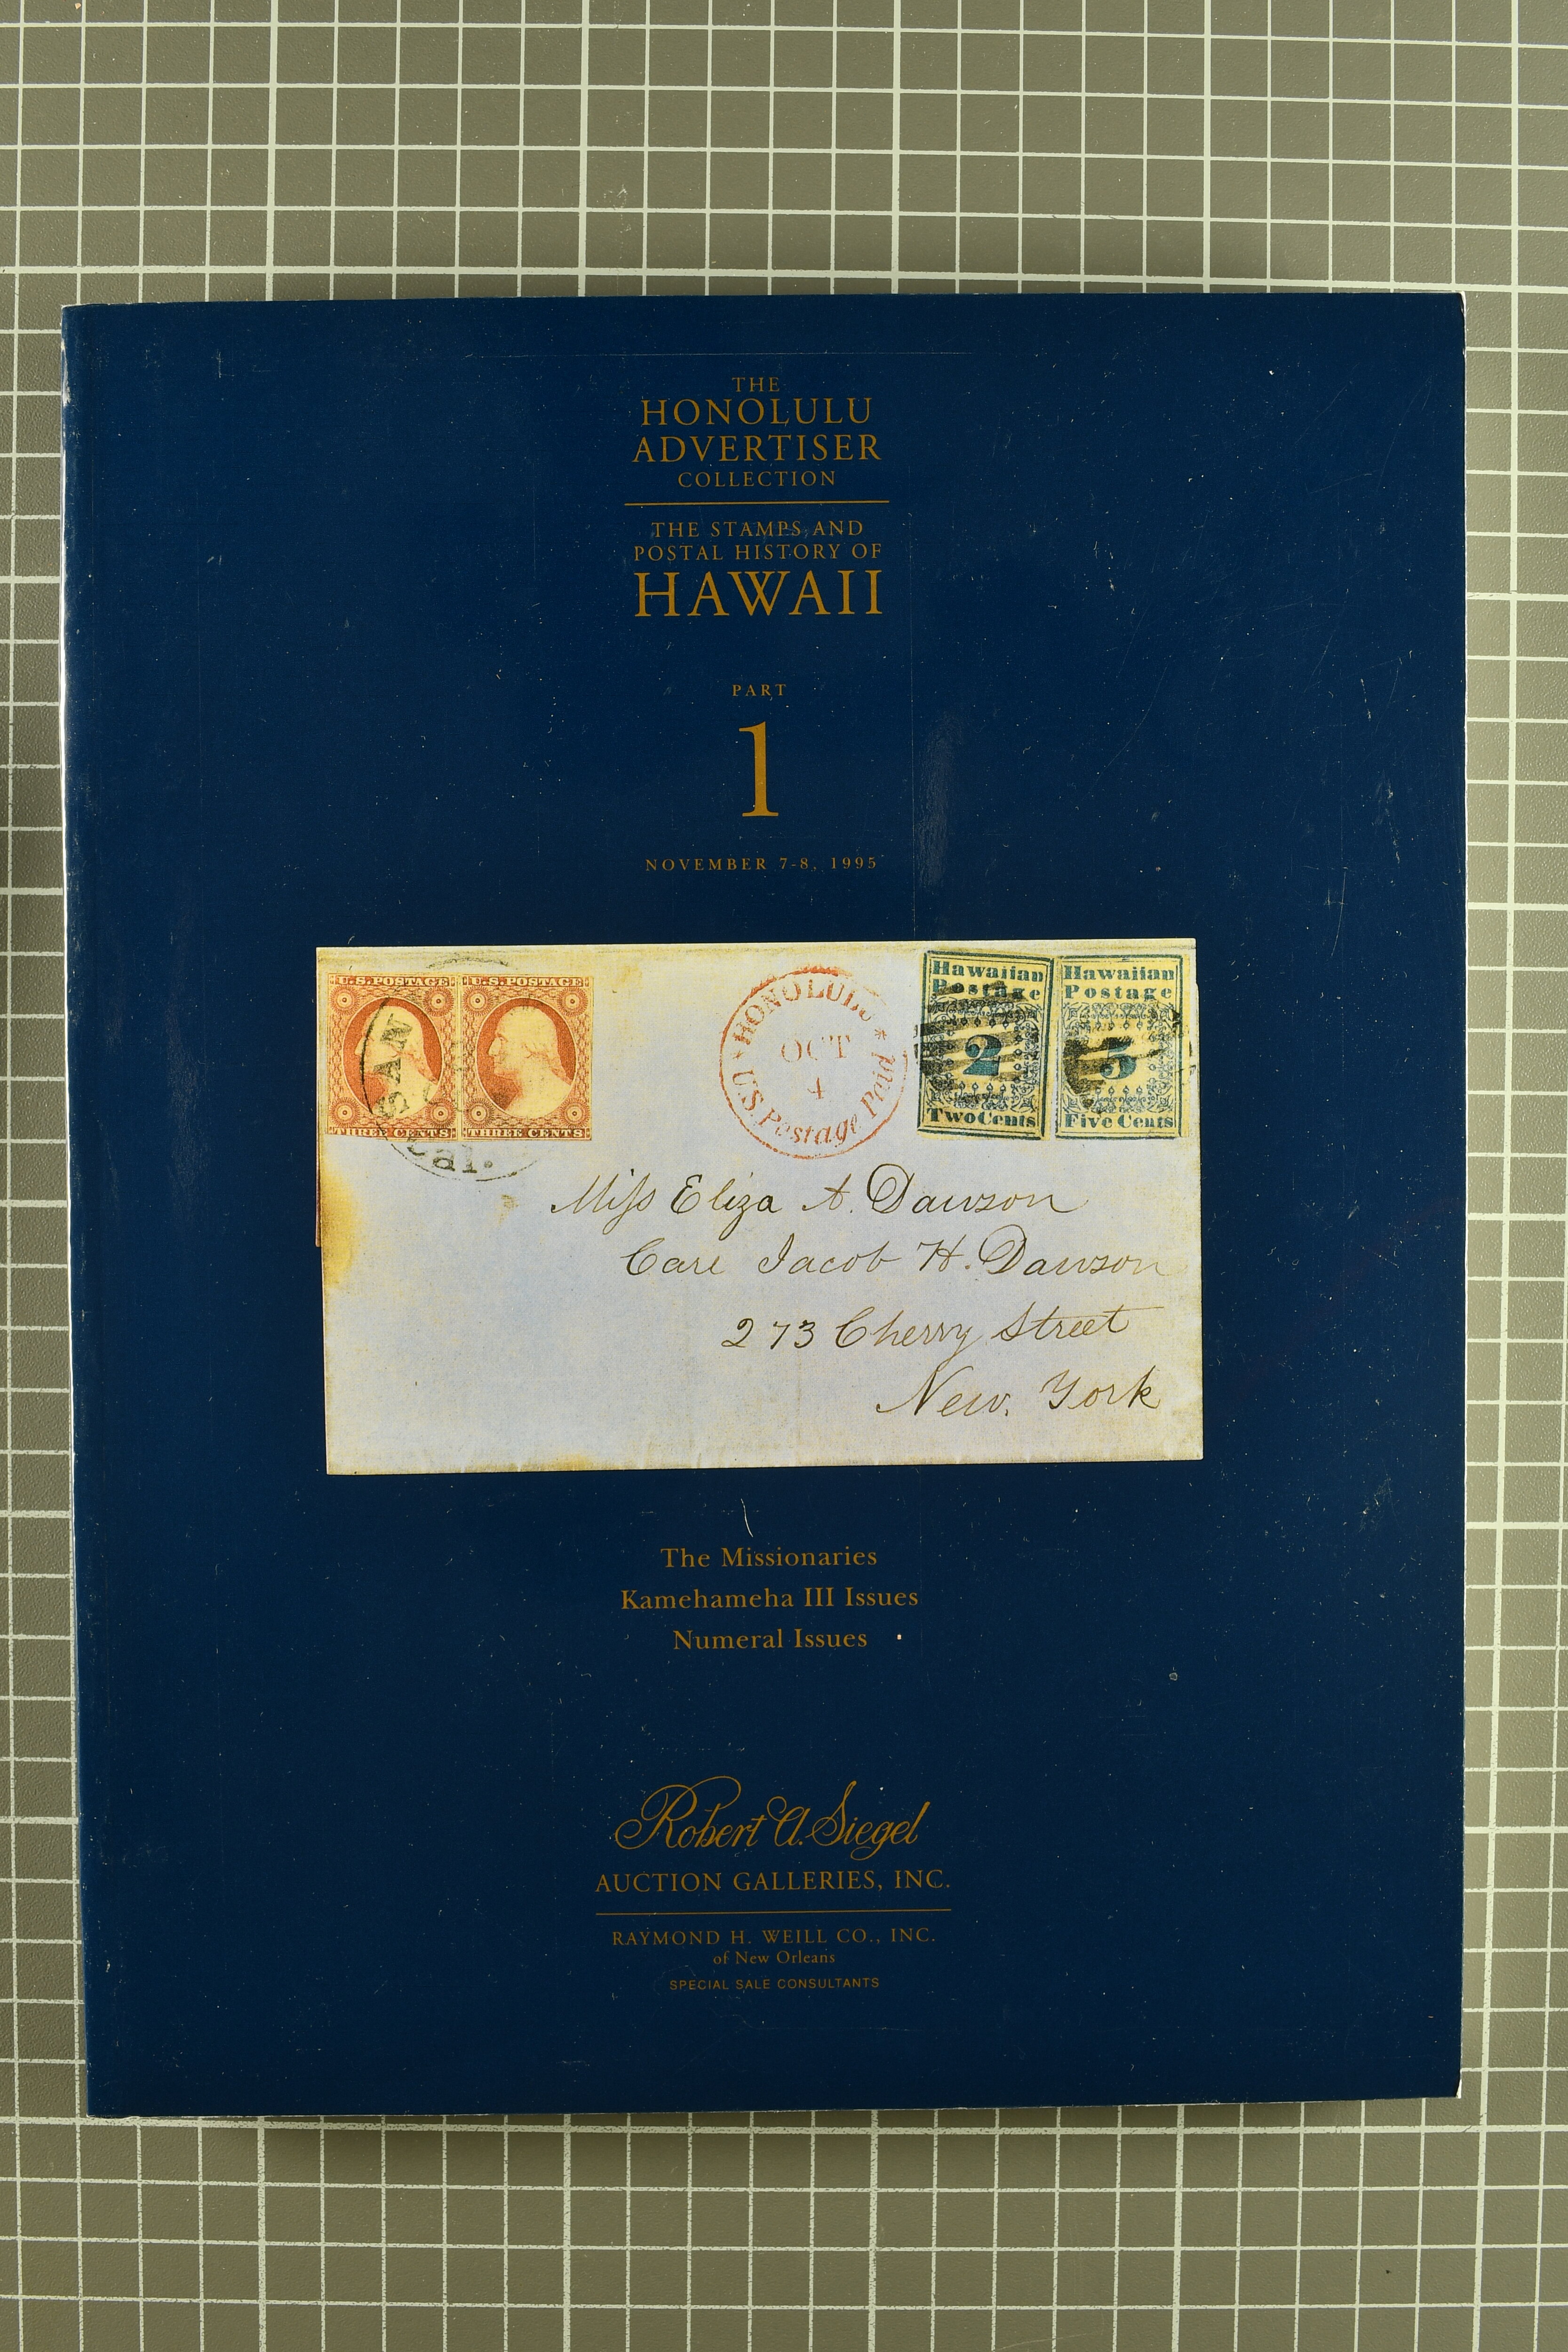 THE
HONOLULU
ADVERTISER
COLLECTION
THE STAMPS AND
POSTAL HISTORY OF
HAWAII
PART
1
NOVEMBER 7-8, 1995
U.S. POSTAGE
THREE CENTS
U.S. POSTAGE
THREE CENTS
SAN
Cal.
HONOLULU
OCT
4
U.S. Postage Paid
Hawaiian
Postage
2
Two Cents
Hawaiian
Postage
5
Five Cents
Miss Eliza A. Dawson
Care Jacob H. Dawson
273 Cherry Street
New. York
The Missionaries
Kamehameha III Issues
Numeral Issues
Robert A. Siegel
AUCTION GALLERIES, INC.
RAYMOND H. WEILL CO., INC.
of New Orleans
SPECIAL SALE CONSULTANTS